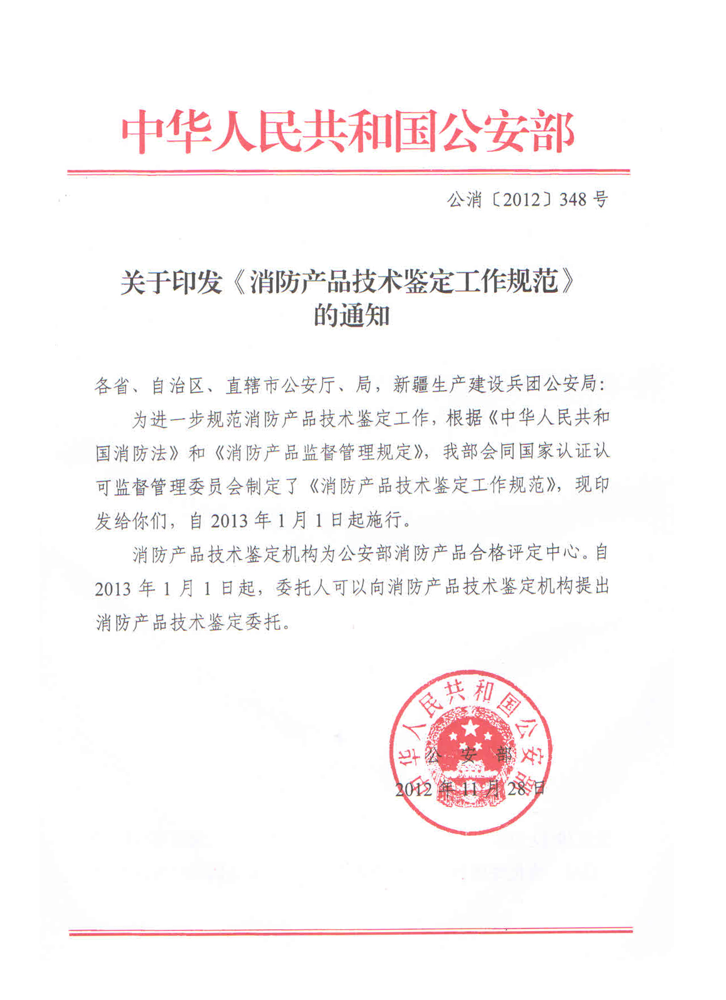 中华人民共和国公安部
公消〔2012〕348 号
关于印发《消防产品技术鉴定工作规范》
的通知
各省、自治区、直辖市公安厅、局，新疆生产建设兵团公安局：
为进一步规范消防产品技术鉴定工作，根据《中华人民共和
国消防法》和《消防产品监督管理规定》，我部会同国家认证认
可监督管理委员会制定了《消防产品技术鉴定工作规范》，现印
发给你们，自 2013 年 1 月 1 日起施行。
消防产品技术鉴定机构为公安部消防产品合格评定中心。自
2013 年 1 月 1 日起，委托人可以向消防产品技术鉴定机构提出
消防产品技术鉴定委托。
中华人民共和国公安部
公 安 部
2012 年 11 月 28 日